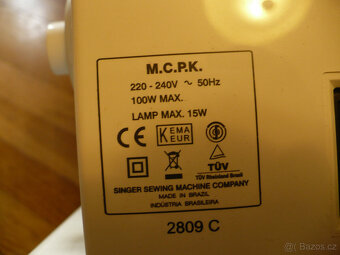 M.C.P.K.
220 - 240V ~ 50Hz
100W MAX.
LAMP MAX. 15W
CE KEMA KEUR
TÜV
TÜV Rheinland Brasil
SINGER SEWING MACHINE COMPANY
MADE IN BRAZIL
INDÚSTRIA BRASILEIRA
2809 C
bazos.cz